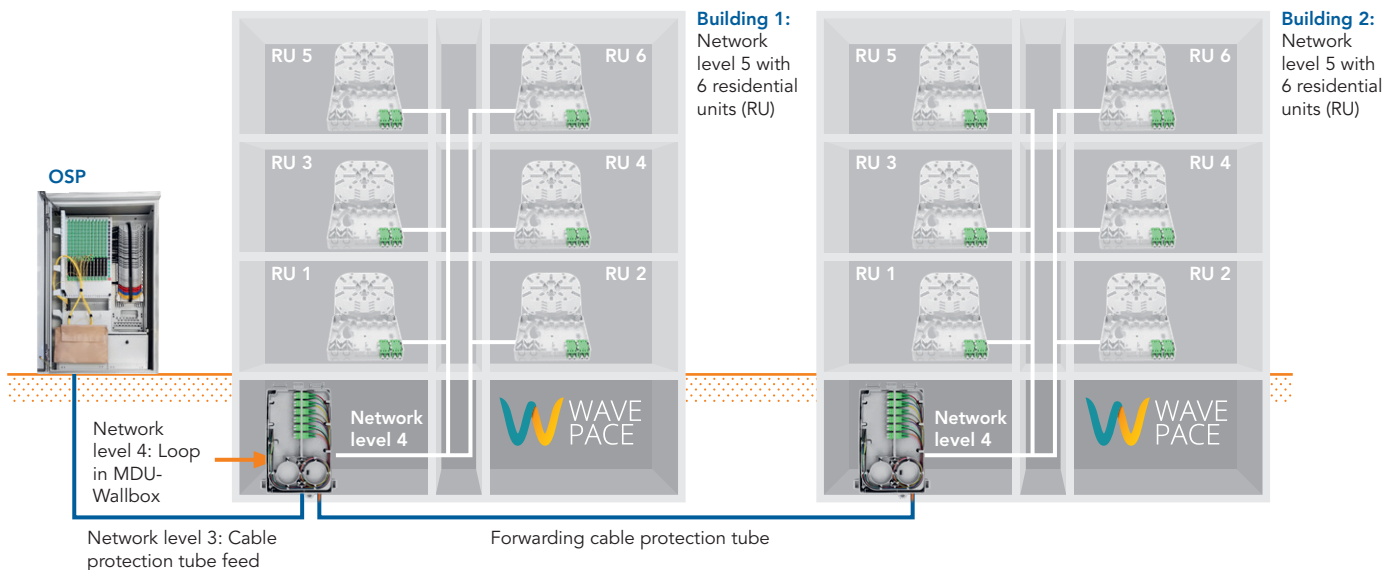 OSP
RU 5
RU 6
RU 3
RU 4
RU 1
RU 2
Network
level 4
WAVE
PACE
Building 1:
Network
level 5 with
6 residential
units (RU)
RU 5
RU 6
RU 3
RU 4
RU 1
RU 2
Network
level 4
WAVE
PACE
Building 2:
Network
level 5 with
6 residential
units (RU)
Network
level 4: Loop
in MDU-
Wallbox
Network level 3: Cable
protection tube feed
Forwarding cable protection tube